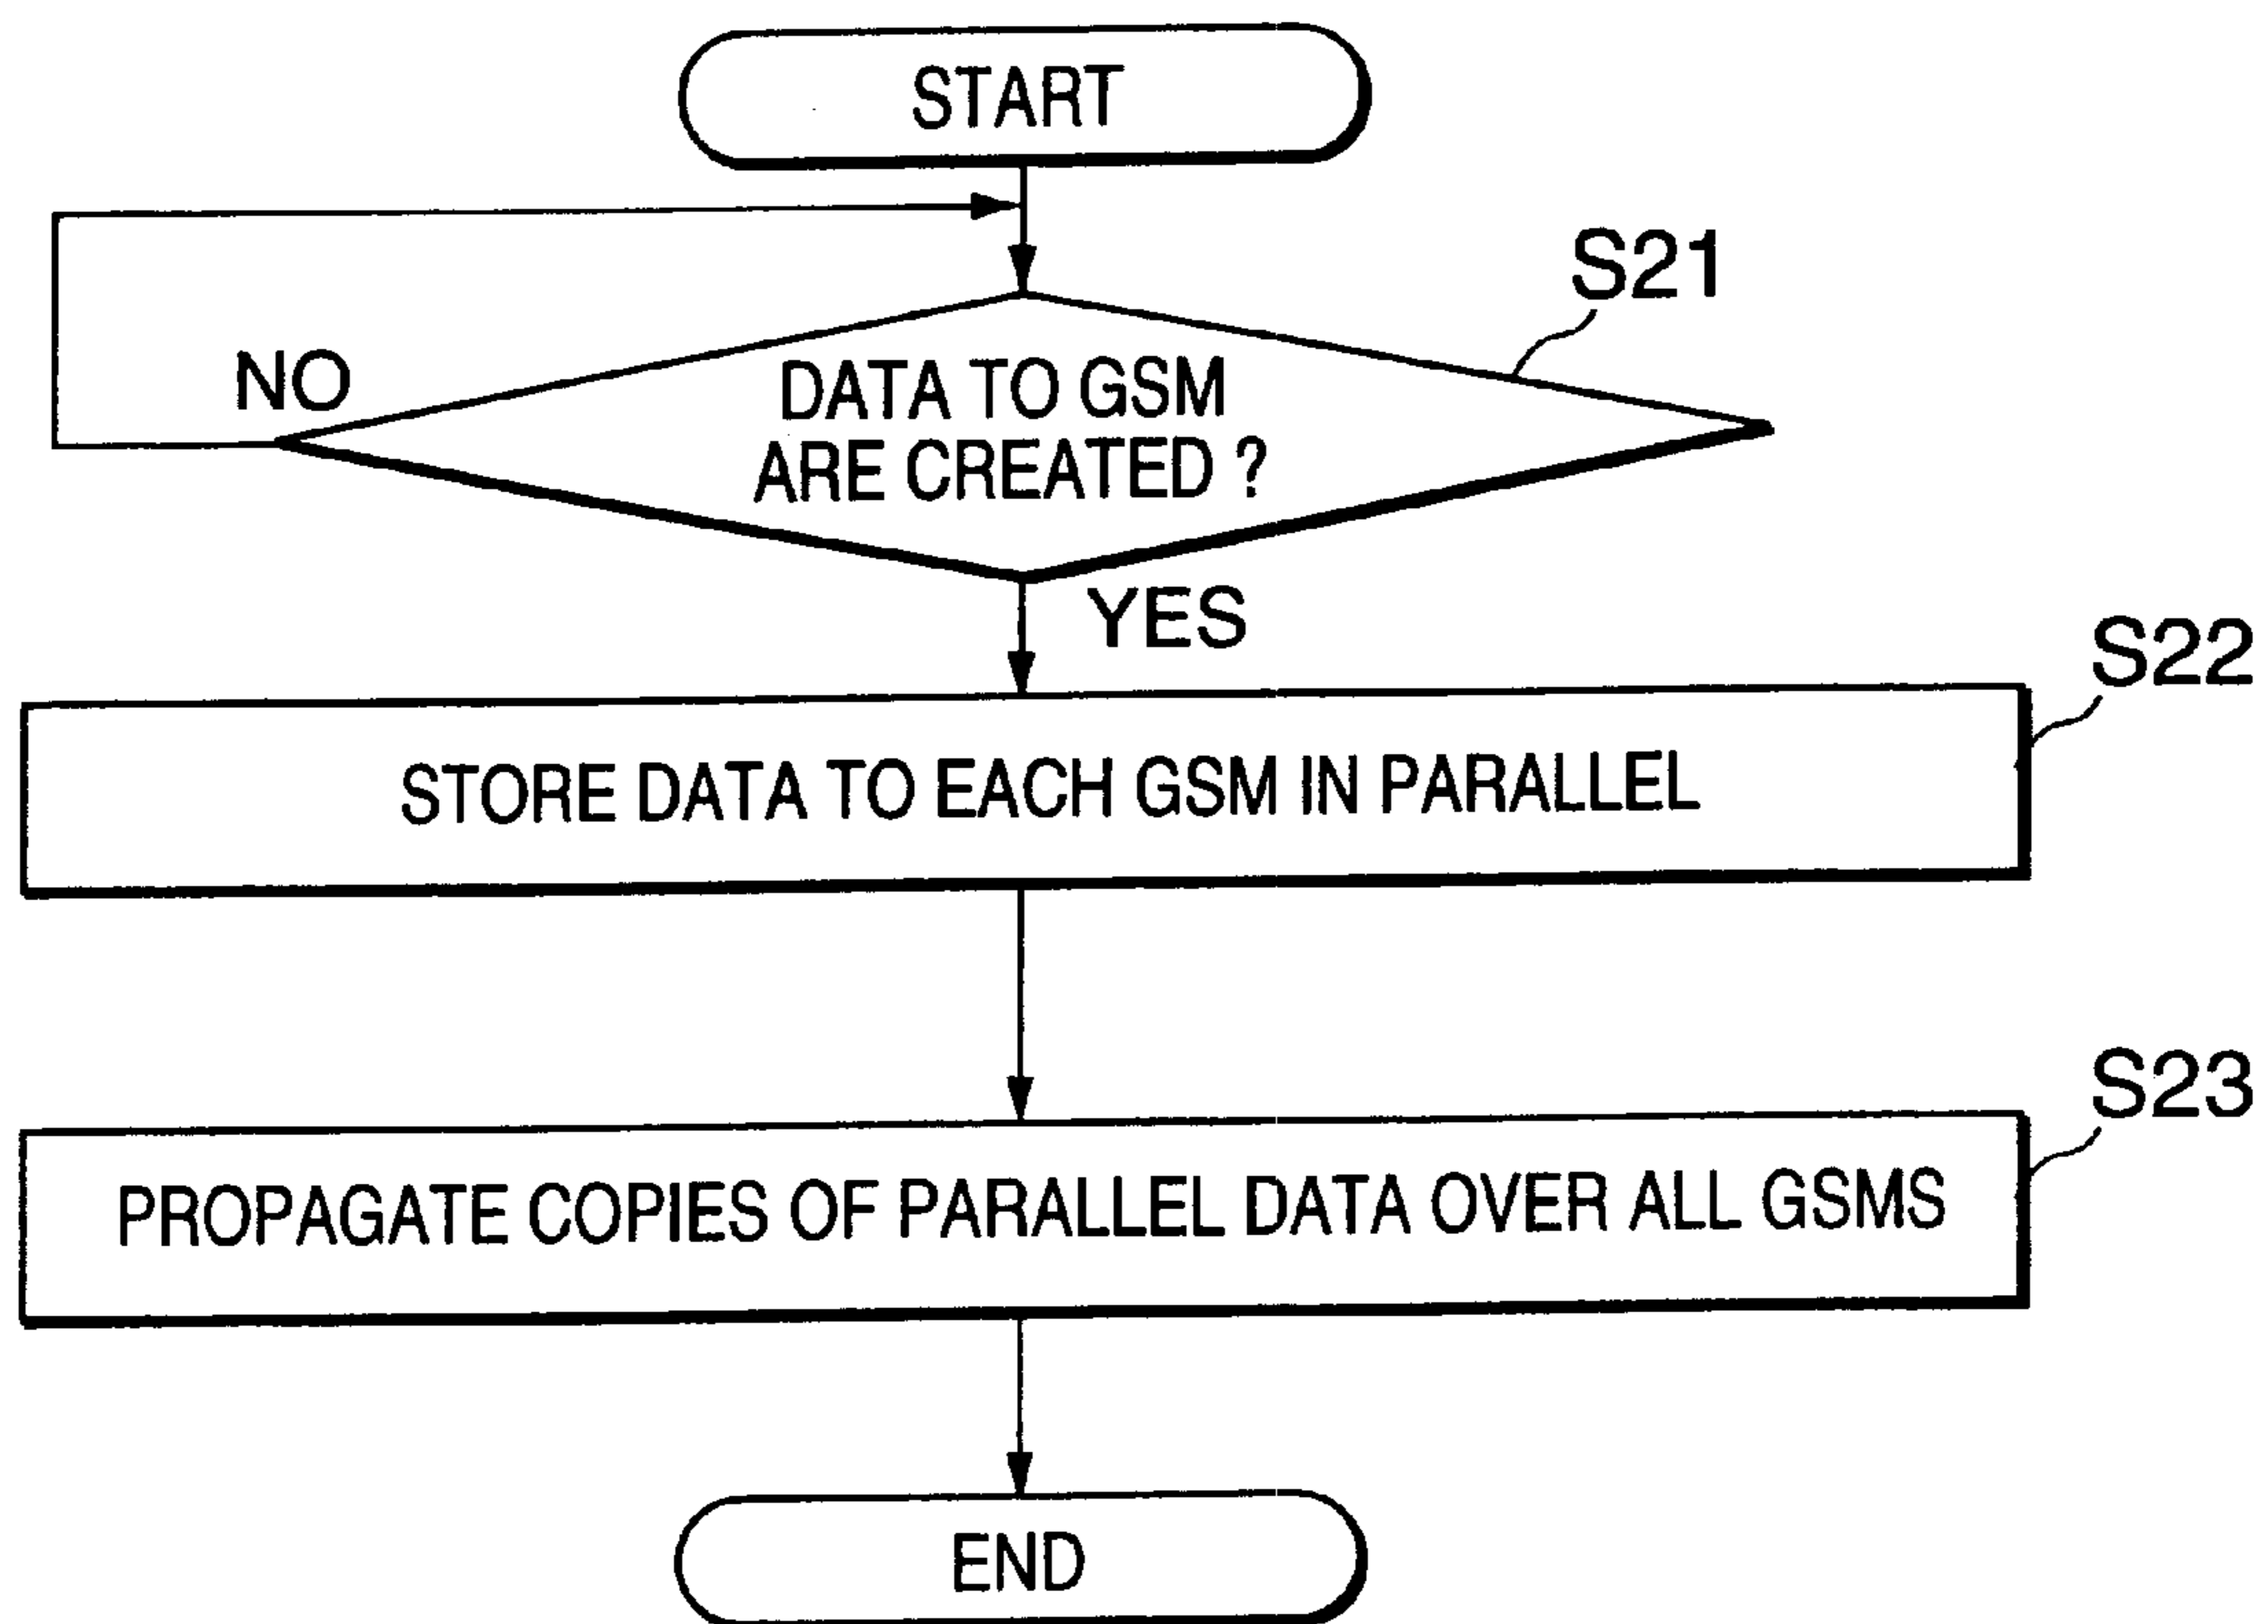 START
S21
NO
DATA TO GSM
ARE CREATED ?
YES
S22
STORE DATA TO EACH GSM IN PARALLEL
S23
PROPAGATE COPIES OF PARALLEL DATA OVER ALL GSMS
END